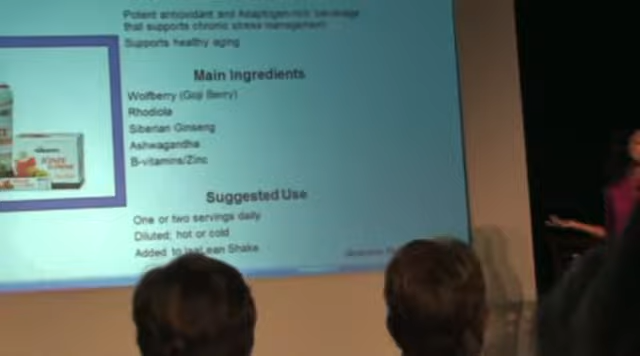 Potent antioxidant and Adaptogen-rich beverage
that supports chronic stress management
Supports healthy aging
Main Ingredients
Wolfberry (Goji Berry)
Rhodiola
Siberian Ginseng
Ashwagandha
B-vitamins/Zinc
Suggested Use
One or two servings daily
Diluted; hot or cold
Added to IsaLean Shake